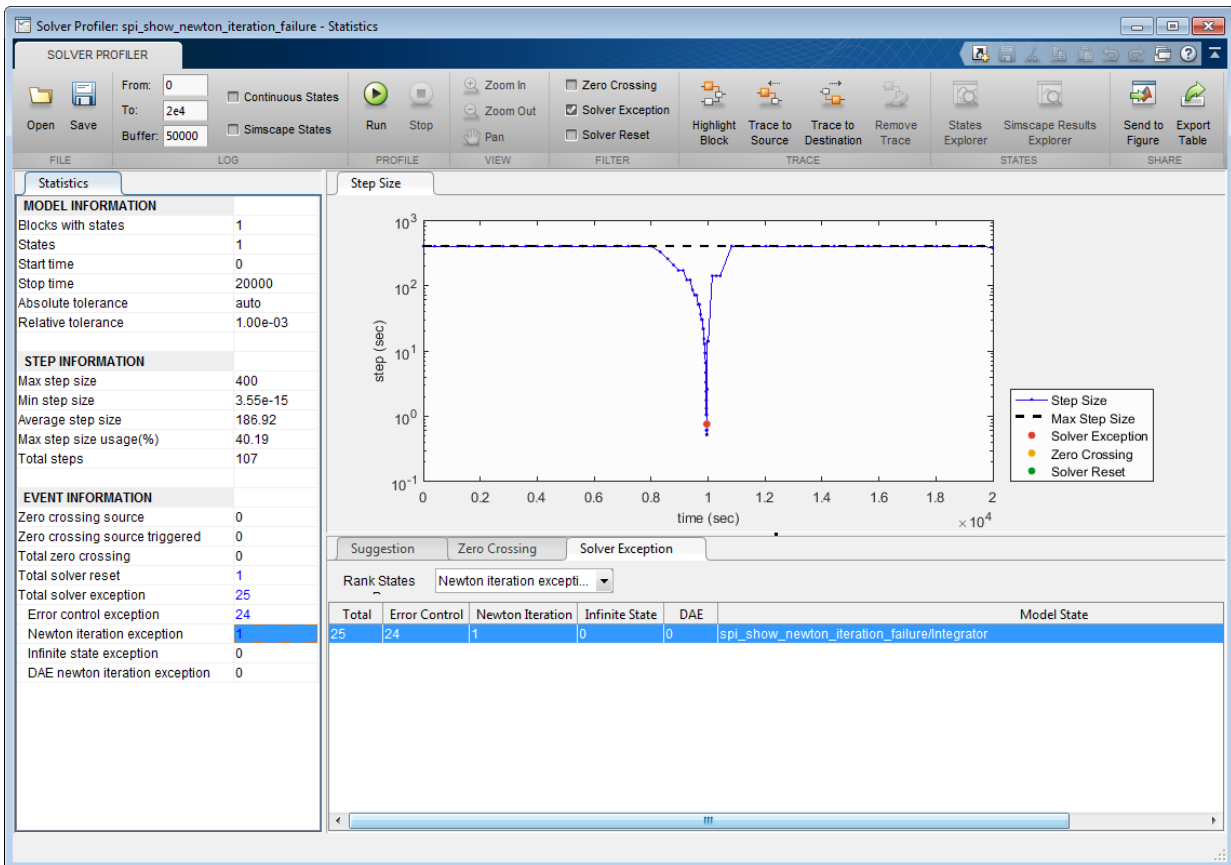 Solver Profiler: spi_show_newton_iteration_failure - Statistics
SOLVER PROFILER
Open
Save
From: 0
To: 2e4
Buffer: 50000
Continuous States
Simscape States
Run
Stop
Zoom In
Zoom Out
Pan
Zero Crossing
Solver Exception
Solver Reset
Highlight Block
Trace to Source
Trace to Destination
Remove Trace
States Explorer
Simscape Results Explorer
Send to Figure
Export Table
FILE
LOG
PROFILE
VIEW
FILTER
TRACE
STATES
SHARE
Statistics
MODEL INFORMATION
Blocks with states 1
States 1
Start time 0
Stop time 20000
Absolute tolerance auto
Relative tolerance 1.00e-03
STEP INFORMATION
Max step size 400
Min step size 3.55e-15
Average step size 186.92
Max step size usage(%) 40.19
Total steps 107
EVENT INFORMATION
Zero crossing source 0
Zero crossing source triggered 0
Total zero crossing 0
Total solver reset 1
Total solver exception 25
Error control exception 24
Newton iteration exception 1
Infinite state exception 0
DAE newton iteration exception 0
Step Size
10^3
10^2
10^1
10^0
10^-1
step (sec)
0 0.2 0.4 0.6 0.8 1 1.2 1.4 1.6 1.8 2
time (sec)
× 10^4
Step Size
Max Step Size
Solver Exception
Zero Crossing
Solver Reset
Suggestion
Zero Crossing
Solver Exception
Rank States
Newton iteration excepti...
Total Error Control Newton Iteration Infinite State DAE Model State
25 24 1 0 0 spi_show_newton_iteration_failure/Integrator